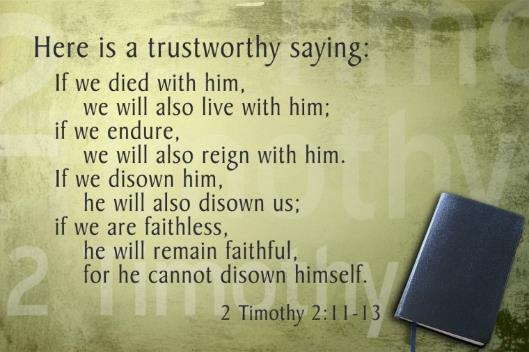 Here is a trustworthy saying:
If we died with him,
we will also live with him;
if we endure,
we will also reign with him.
If we disown him,
he will also disown us;
if we are faithless,
he will remain faithful,
for he cannot disown himself.
2 Timothy 2:11-13
2 Timothy